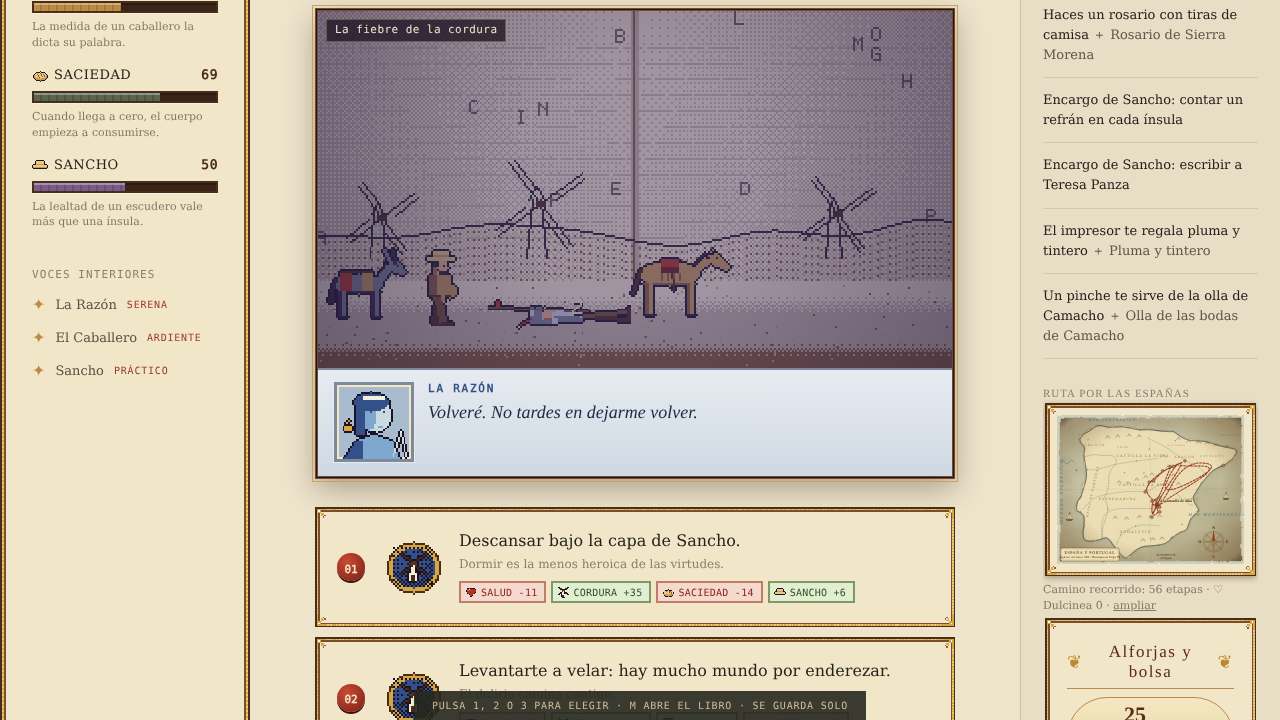 La medida de un caballero la
dicta su palabra.
SACIEDAD 69
Cuando llega a cero, el cuerpo
empieza a consumirse.
SANCHO 50
La lealtad de un escudero vale
más que una ínsula.
VOCES INTERIORES
La Razón SERENA
El Caballero ARDIENTE
Sancho PRÁCTICO
La fiebre de la cordura
L
B
M O
G
H
C
I N
E
F
D
P
LA RAZÓN
Volveré. No tardes en dejarme volver.
01
Descansar bajo la capa de Sancho.
Dormir es la menos heroica de las virtudes.
SALUD -11 CORDURA +35 SACIEDAD -14 SANCHO +6
02
Levantarte a velar: hay mucho mundo por enderezar.
PULSA 1, 2 O 3 PARA ELEGIR · M ABRE EL LIBRO · SE GUARDA SOLO
Haces un rosario con tiras de
camisa + Rosario de Sierra
Morena
Encargo de Sancho: contar un
refrán en cada ínsula
Encargo de Sancho: escribir a
Teresa Panza
El impresor te regala pluma y
tintero + Pluma y tintero
Un pinche te sirve de la olla de
Camacho + Olla de las bodas
de Camacho
RUTA POR LAS ESPAÑAS
ESPAÑA Y PORTUGAL
Camino recorrido: 56 etapas · ♡
Dulcinea 0 · ampliar
Alforjas y
bolsa
25